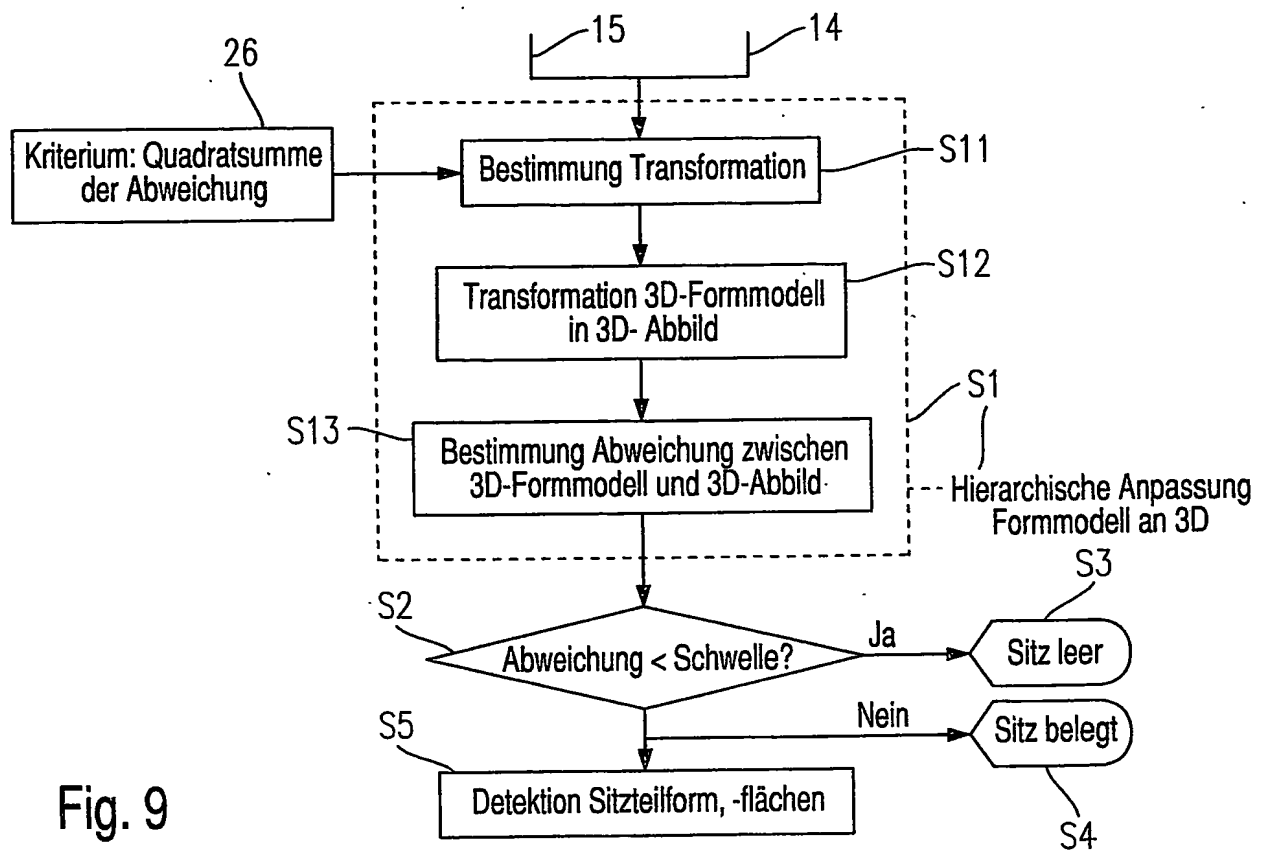 15
14
26
Kriterium: Quadratsumme
der Abweichung
Bestimmung Transformation
S11
S12
Transformation 3D-Formmodell
in 3D- Abbild
S1
S13
Bestimmung Abweichung zwischen
3D-Formmodell und 3D-Abbild
Hierarchische Anpassung
Formmodell an 3D
S3
S2
Abweichung < Schwelle?
Ja
Sitz leer
Nein
Sitz belegt
S5
Detektion Sitzteilform, -flächen
S4
Fig. 9